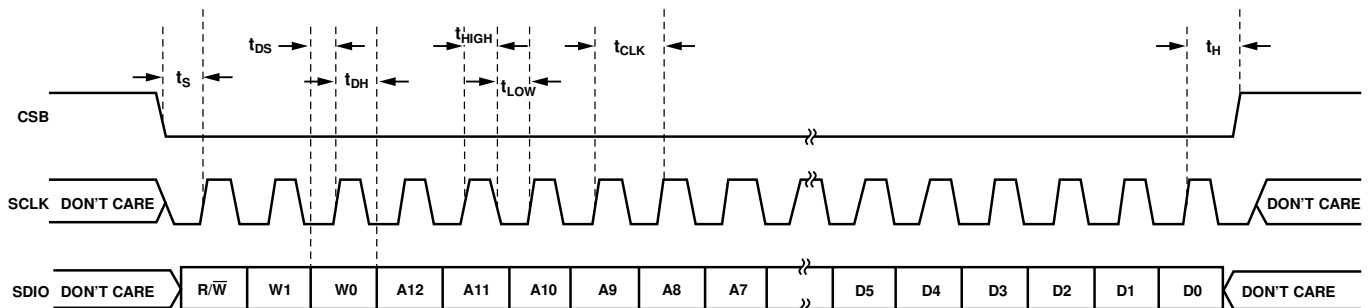 tDS
tHIGH
tCLK
tH
tS
tDH
tLOW
CSB
SCLK DON'T CARE DON'T CARE
SDIO DON'T CARE R/W̅ W1 W0 A12 A11 A10 A9 A8 A7 D5 D4 D3 D2 D1 D0 DON'T CARE